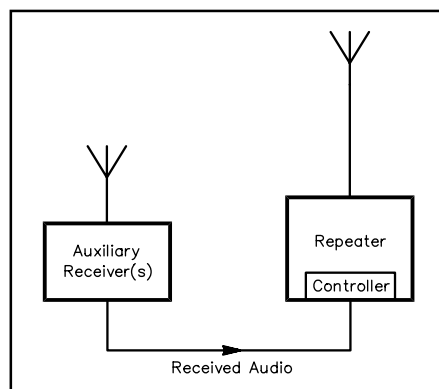 Auxiliary
Receiver(s)
Repeater
Controller
Received Audio